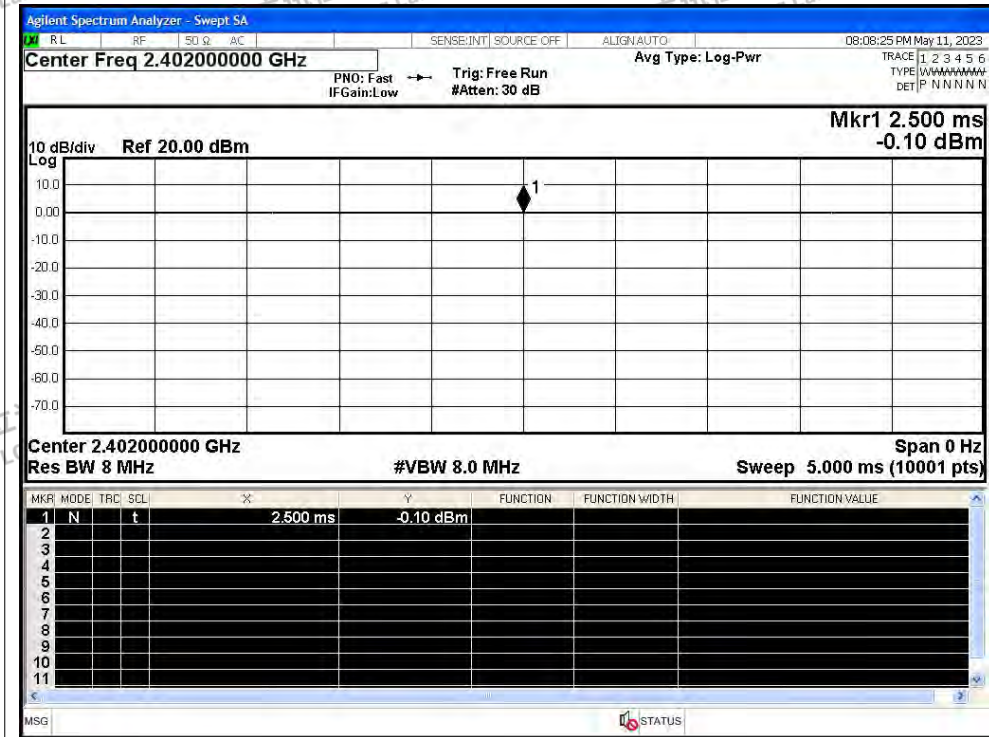 Agilent Spectrum Analyzer - Swept SA
LXI RL RF 50 Ω AC SENSE:INT SOURCE OFF ALIGN AUTO 08:08:25 PM May 11, 2023
Center Freq 2.402000000 GHz Avg Type: Log-Pwr TRACE 1 2 3 4 5 6
PNO: Fast Trig: Free Run TYPE WWWWWW
IFGain:Low #Atten: 30 dB DET P N N N N N
Mkr1 2.500 ms
10 dB/div Ref 20.00 dBm -0.10 dBm
Log
10.0
1
0.00
-10.0
-20.0
-30.0
-40.0
-50.0
-60.0
-70.0
Center 2.402000000 GHz Span 0 Hz
Res BW 8 MHz #VBW 8.0 MHz Sweep 5.000 ms (10001 pts)
MKR MODE TRC SCL X Y FUNCTION FUNCTION WIDTH FUNCTION VALUE
1 N t 2.500 ms -0.10 dBm
2
3
4
5
6
7
8
9
10
11
MSG STATUS